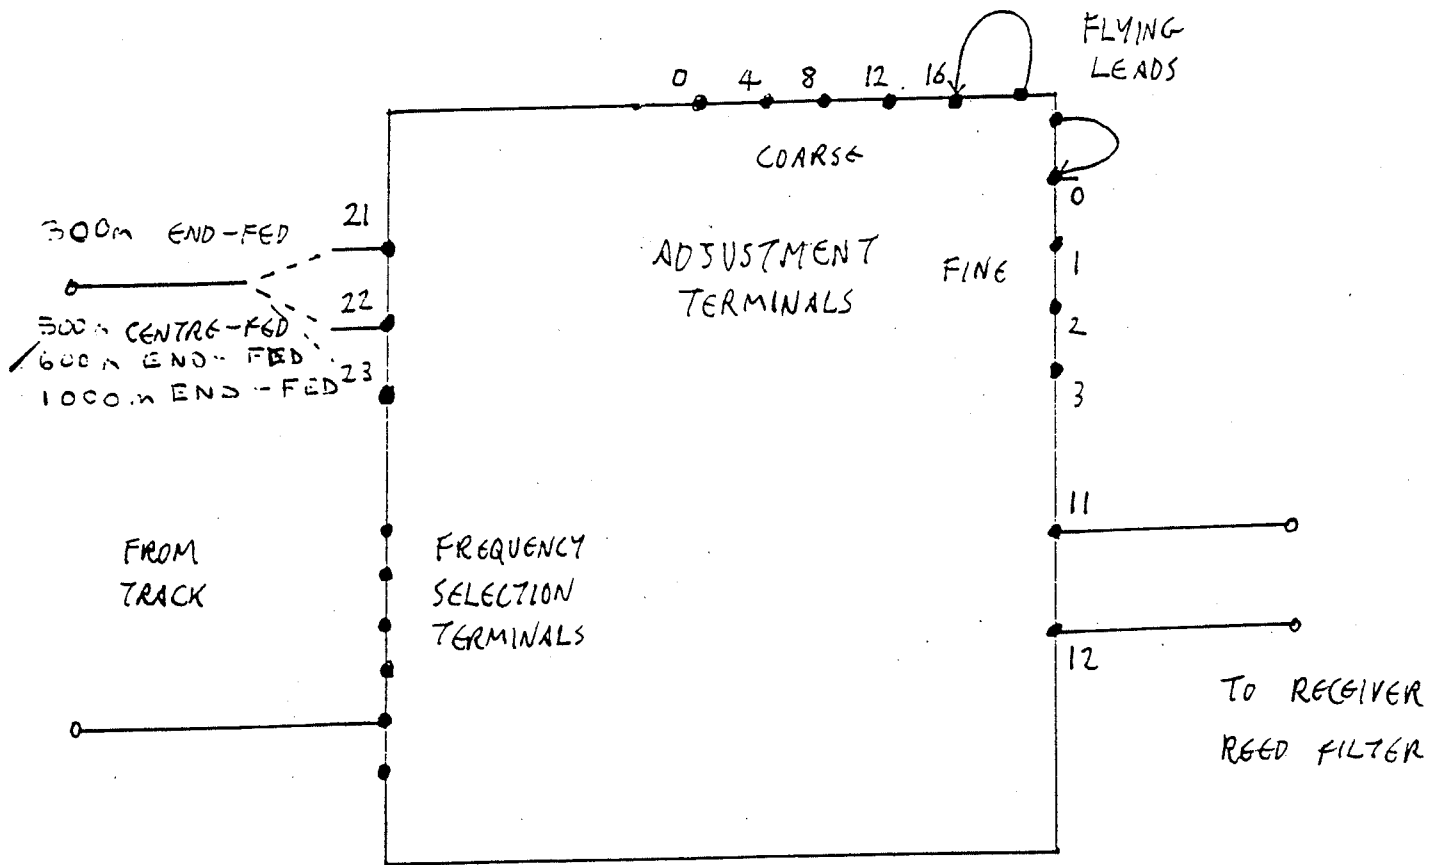 FLYING
LEADS
0 4 8 12 16
COARSE
0
1
2
3
FINE
ADJUSTMENT
TERMINALS
21
300m END-FED
22
CENTRE-FED
600m END-FED
23
1000m END-FED
FROM
TRACK
FREQUENCY
SELECTION
TERMINALS
11
12
TO RECEIVER
REED FILTER